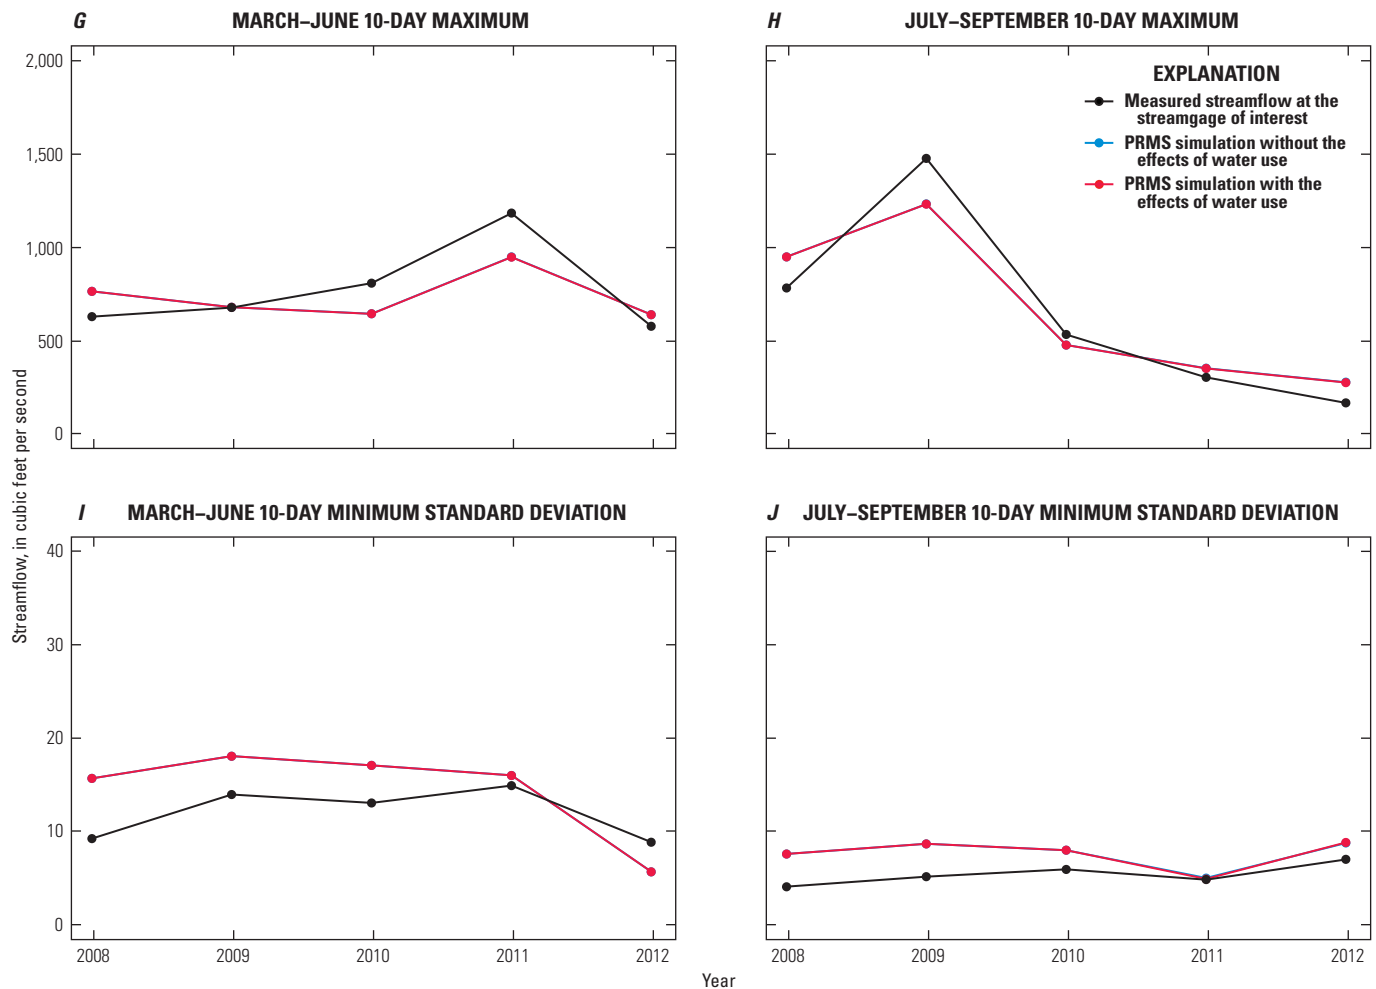 G MARCH–JUNE 10-DAY MAXIMUM
H JULY–SEPTEMBER 10-DAY MAXIMUM
2,000
1,500
1,000
500
0
EXPLANATION
Measured streamflow at the
streamgage of interest
PRMS simulation without the
effects of water use
PRMS simulation with the
effects of water use
Streamflow, in cubic feet per second
I MARCH–JUNE 10-DAY MINIMUM STANDARD DEVIATION
J JULY–SEPTEMBER 10-DAY MINIMUM STANDARD DEVIATION
40
30
20
10
0
2008 2009 2010 2011 2012
2008 2009 2010 2011 2012
Year